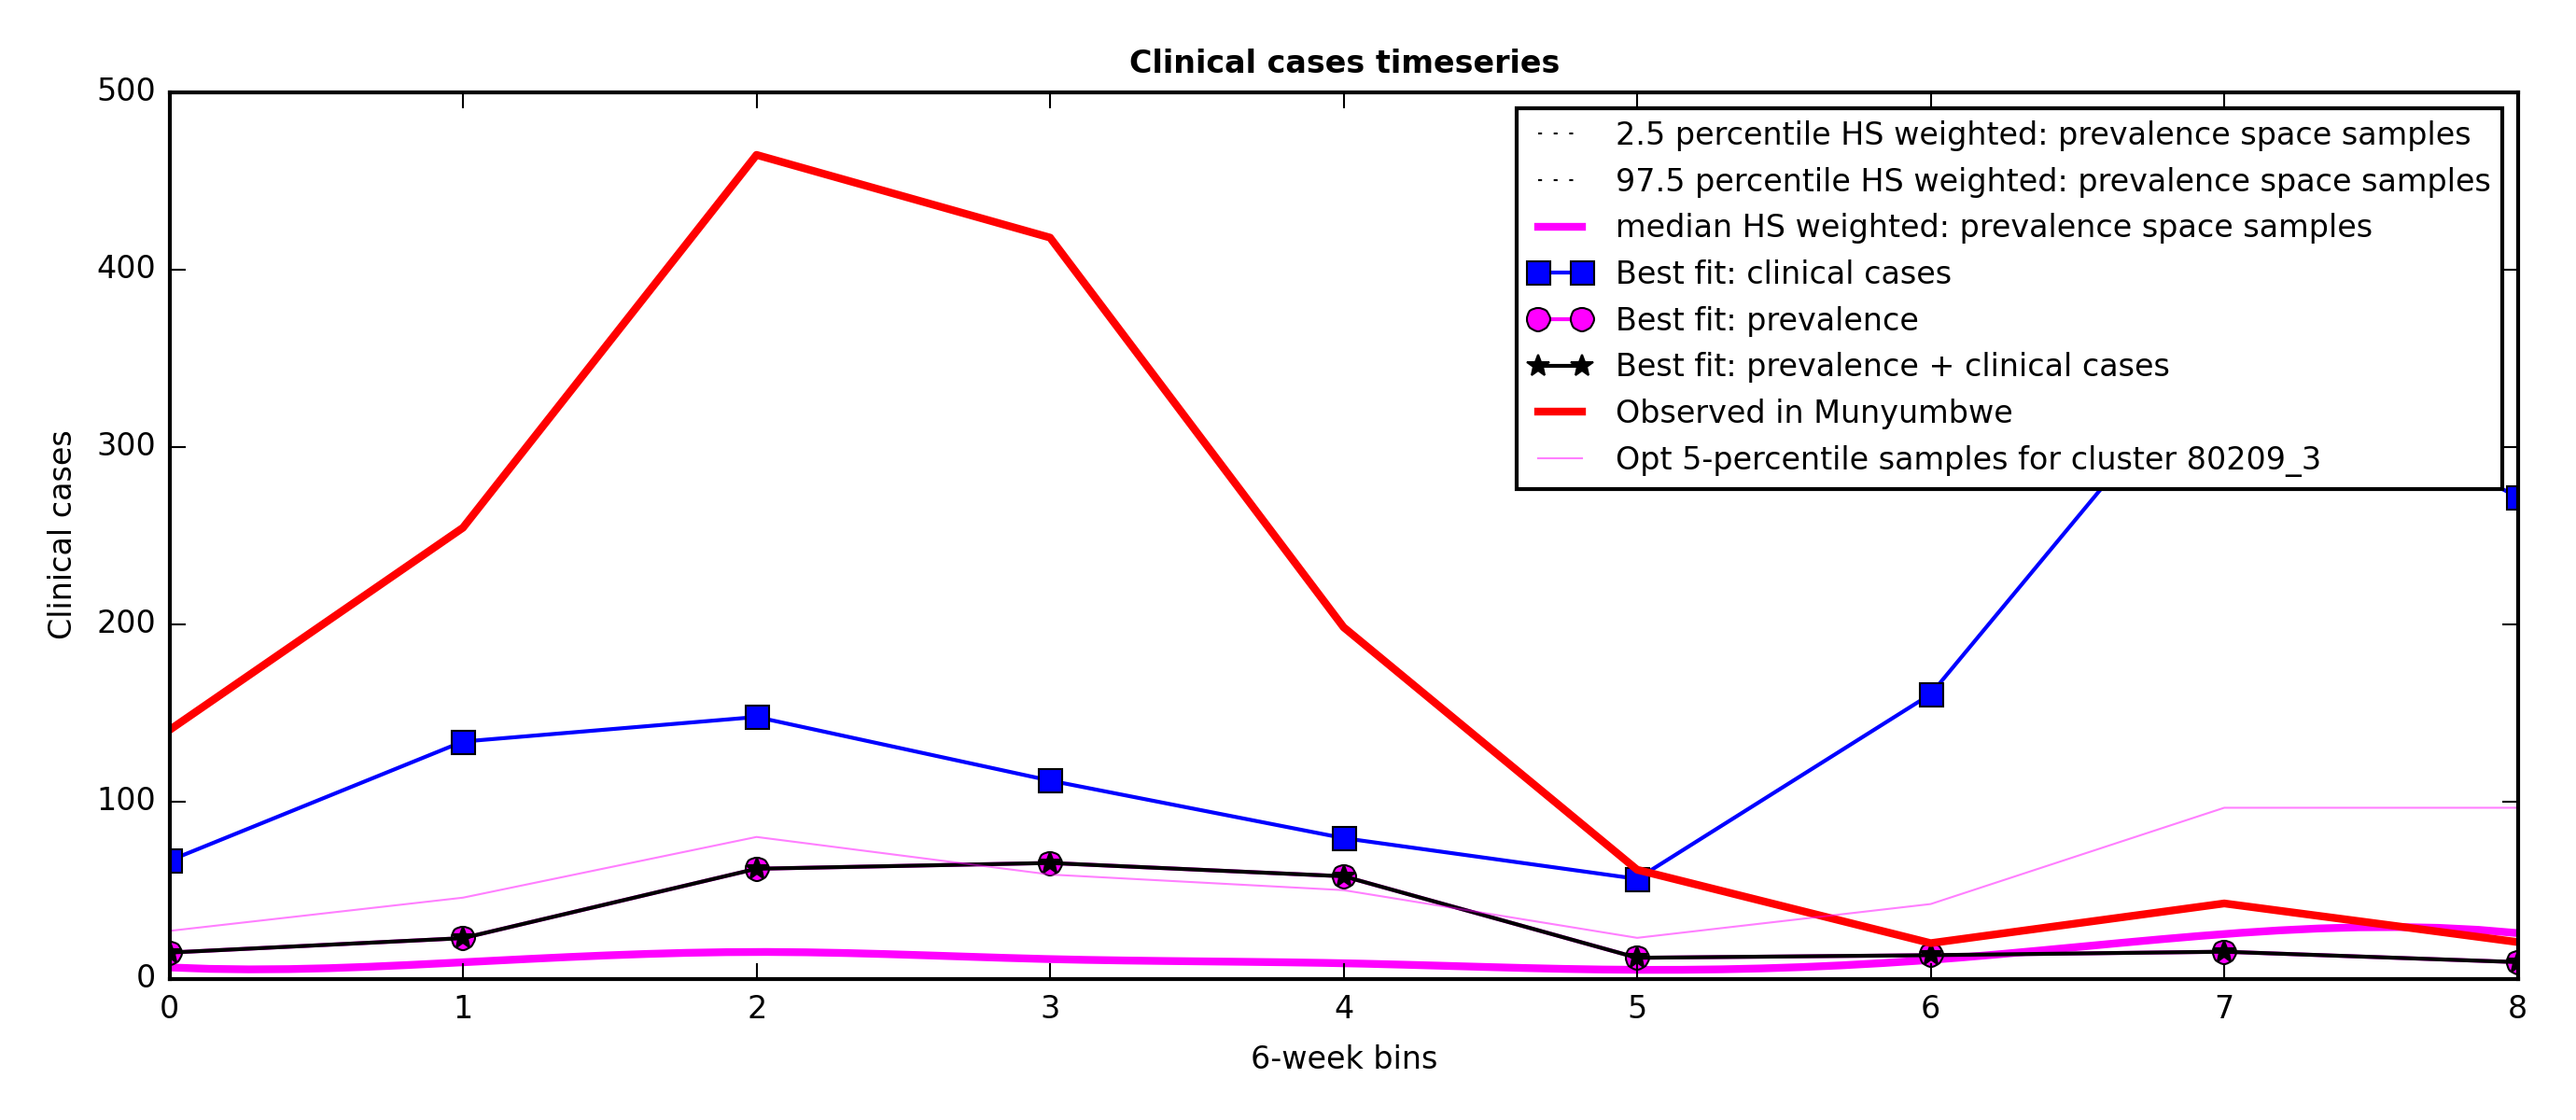 Clinical cases timeseries
500
400
300
200
100
0
Clinical cases
2.5 percentile HS weighted: prevalence space samples
97.5 percentile HS weighted: prevalence space samples
median HS weighted: prevalence space samples
Best fit: clinical cases
Best fit: prevalence
Best fit: prevalence + clinical cases
Observed in Munyumbwe
Opt 5-percentile samples for cluster 80209_3
0 1 2 3 4 5 6 7 8
6-week bins